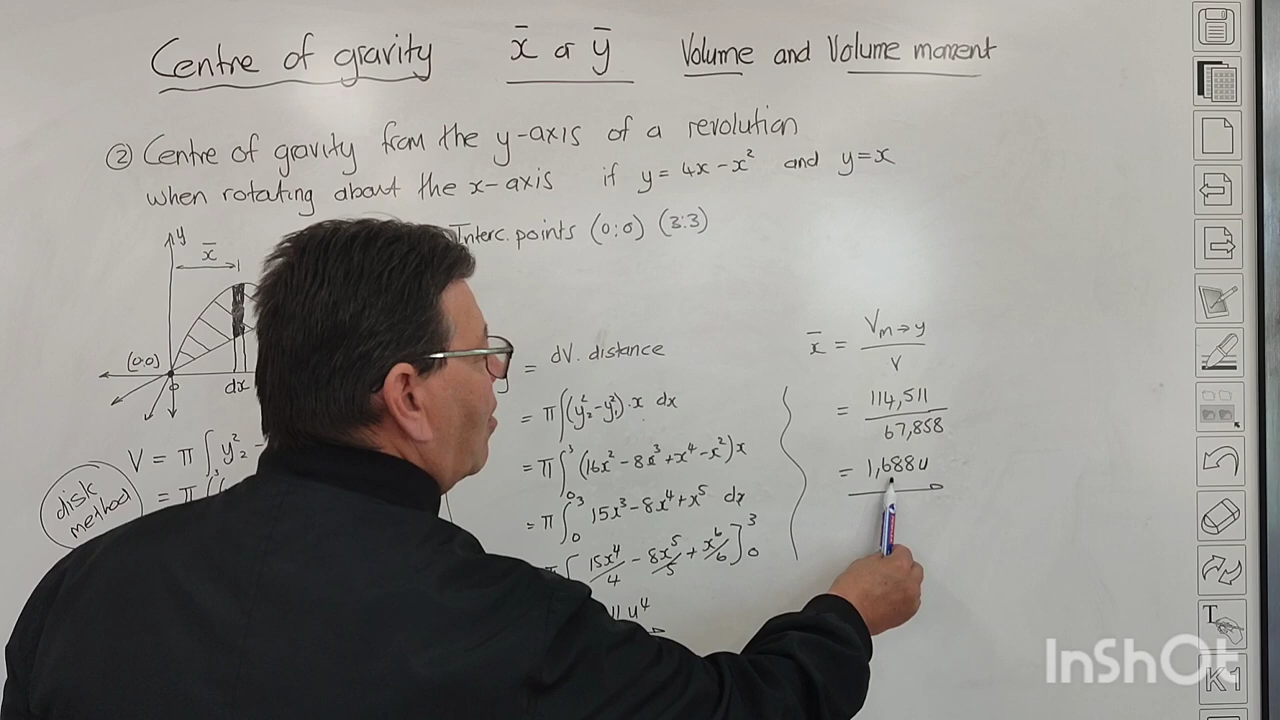 Centre of gravity x̄ or ȳ Volume and Volume moment
② Centre of gravity from the y-axis of a revolution
when rotating about the x-axis if y = 4x - x² and y = x
Interc. points (0:0) (3:3)
y
x̄
(0:0)
dx
V = π∫ y₂² -
= π
disk method
= dV. distance
= π∫(y₂² - y₁²)·x dx
= π∫₀³ (16x² - 8x³ + x⁴ - x²)x
= π∫₀³ 15x³ - 8x⁴ + x⁵ dx
15x⁴/4 - 8x⁵/5 + x⁶/6]₀³
11 u⁴
x̄ = Vm→y / V
= 114,511 / 67,858
= 1,688 U
T
K1
InShOt